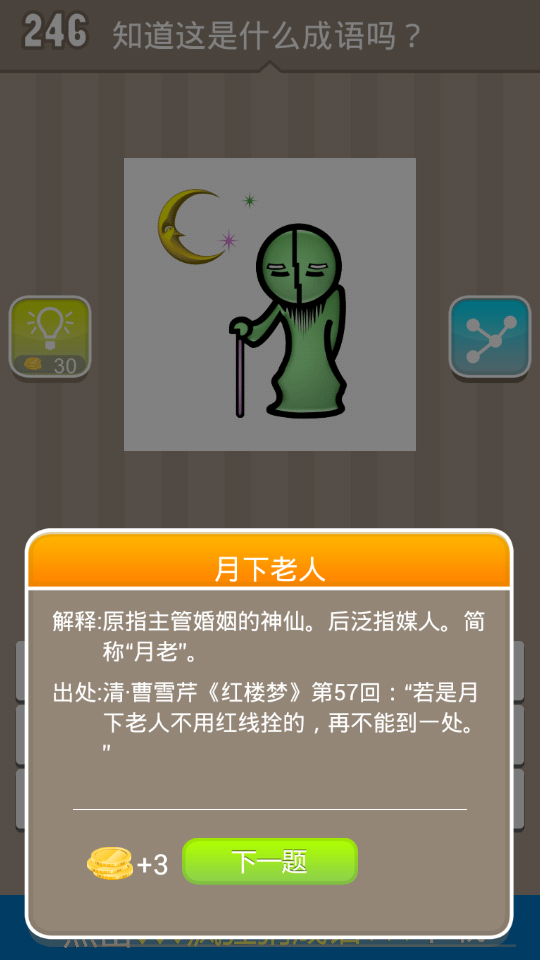 246 知道这是什么成语吗？
30
月下老人
解释:原指主管婚姻的神仙。后泛指媒人。简
称“月老”。
出处:清·曹雪芹《红楼梦》第57回：“若是月
下老人不用红线拴的，再不能到一处。
”
+3 下一题